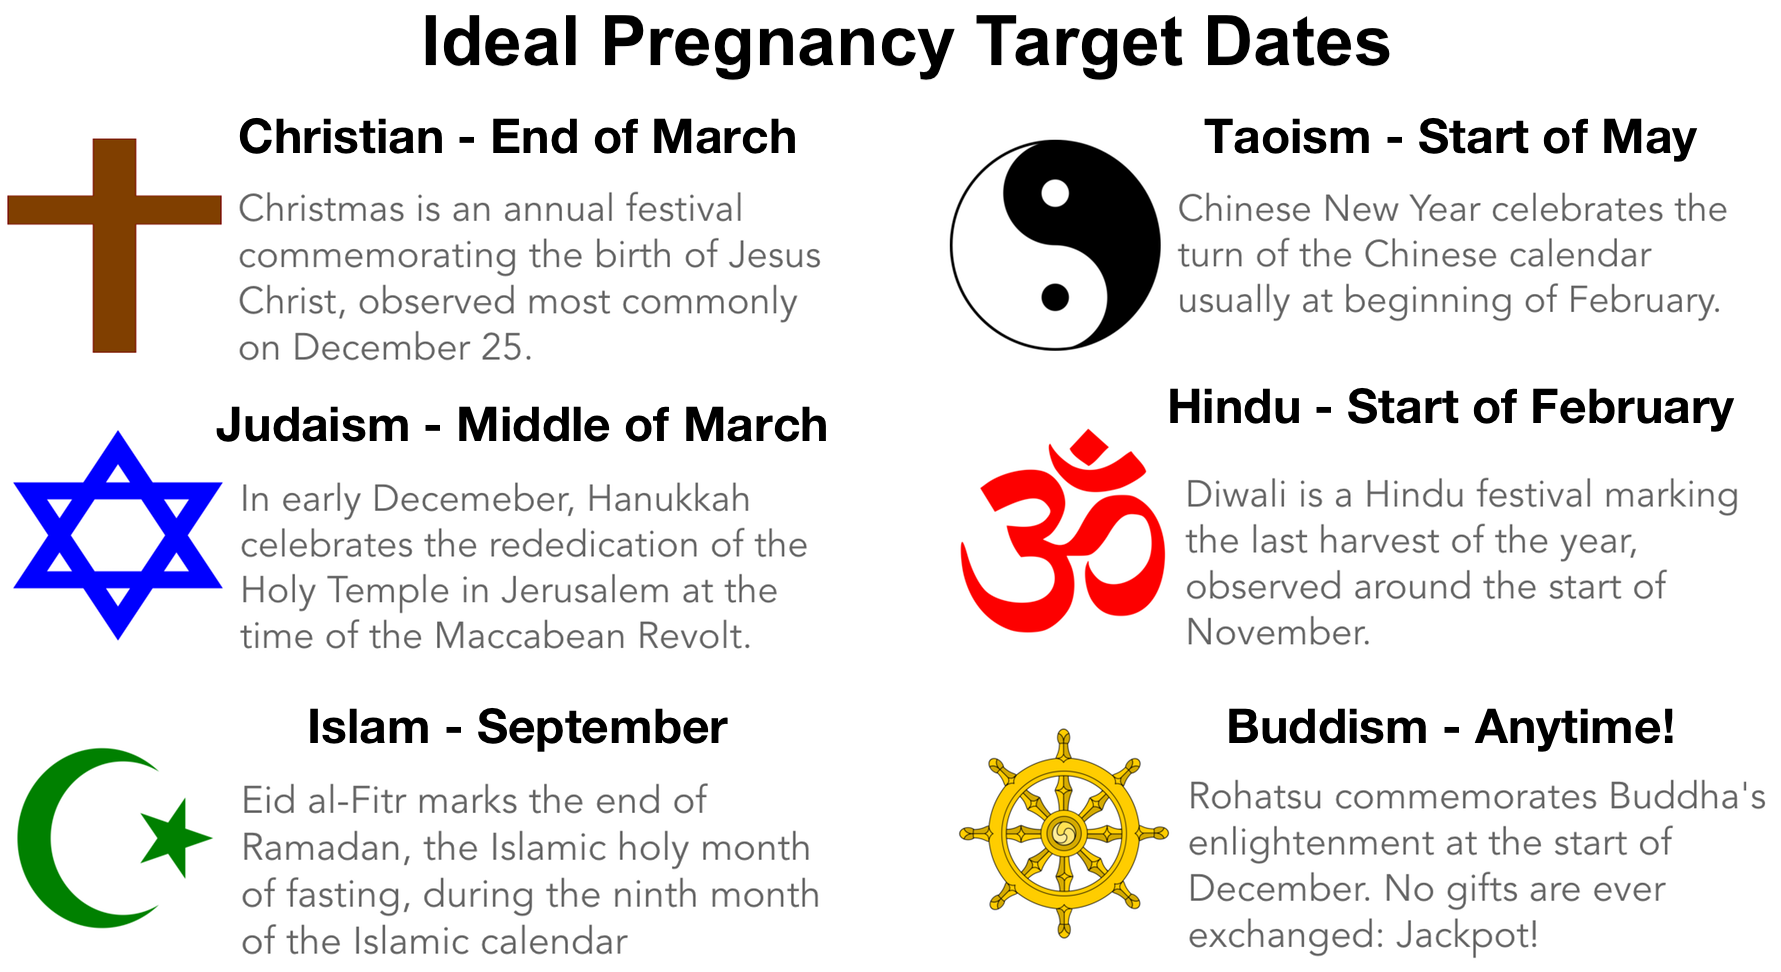 Ideal Pregnancy Target Dates
Christian - End of March
Christmas is an annual festival
commemorating the birth of Jesus
Christ, observed most commonly
on December 25.
Judaism - Middle of March
In early Decemeber, Hanukkah
celebrates the rededication of the
Holy Temple in Jerusalem at the
time of the Maccabean Revolt.
Islam - September
Eid al-Fitr marks the end of
Ramadan, the Islamic holy month
of fasting, during the ninth month
of the Islamic calendar
Taoism - Start of May
Chinese New Year celebrates the
turn of the Chinese calendar
usually at beginning of February.
Hindu - Start of February
Diwali is a Hindu festival marking
the last harvest of the year,
observed around the start of
November.
Buddism - Anytime!
Rohatsu commemorates Buddha's
enlightenment at the start of
December. No gifts are ever
exchanged: Jackpot!